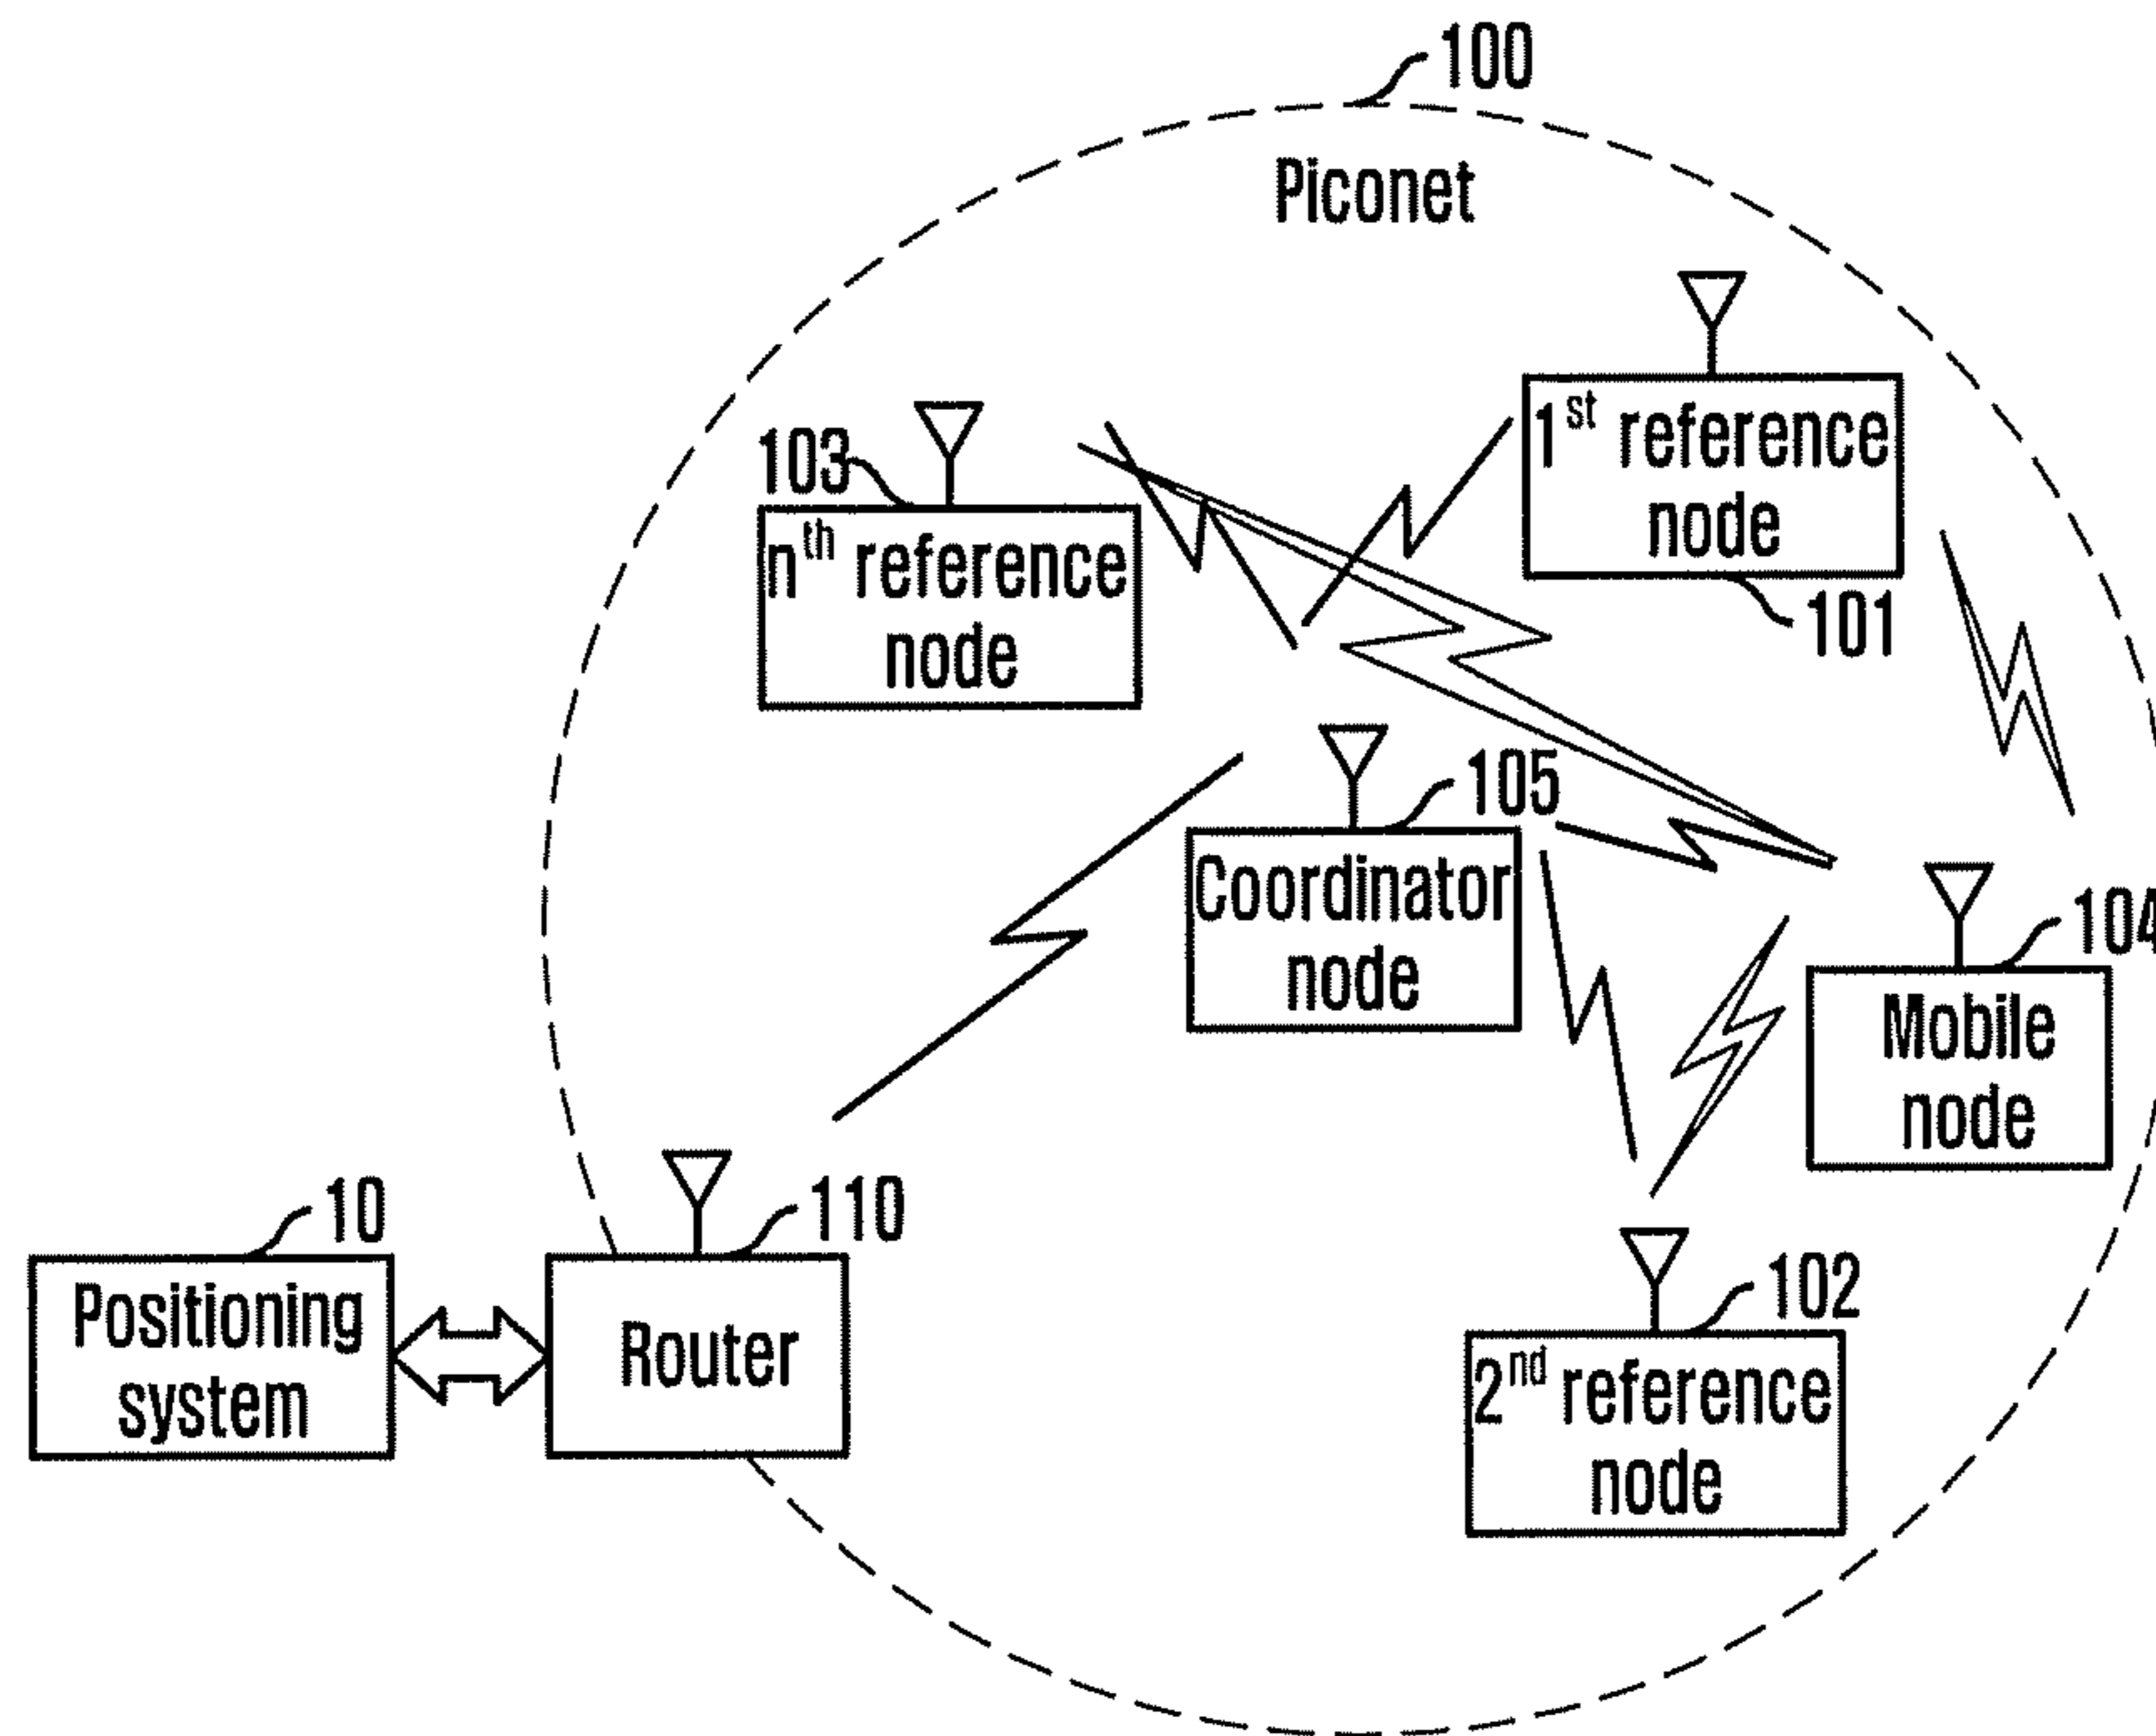 100
Piconet
1st reference
node
101
103
nth reference
node
105
Coordinator
node
104
Mobile
node
10
Positioning
system
110
Router
102
2nd reference
node